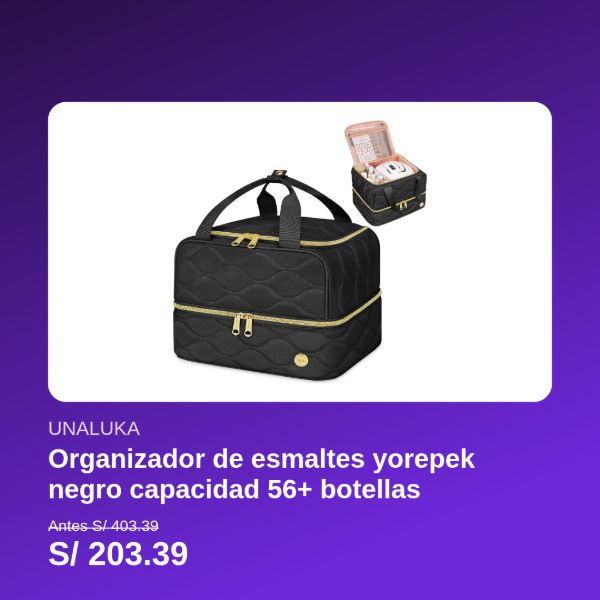 UNALUKA
Organizador de esmaltes yorepek
negro capacidad 56+ botellas
Antes S/ 403.39
S/ 203.39